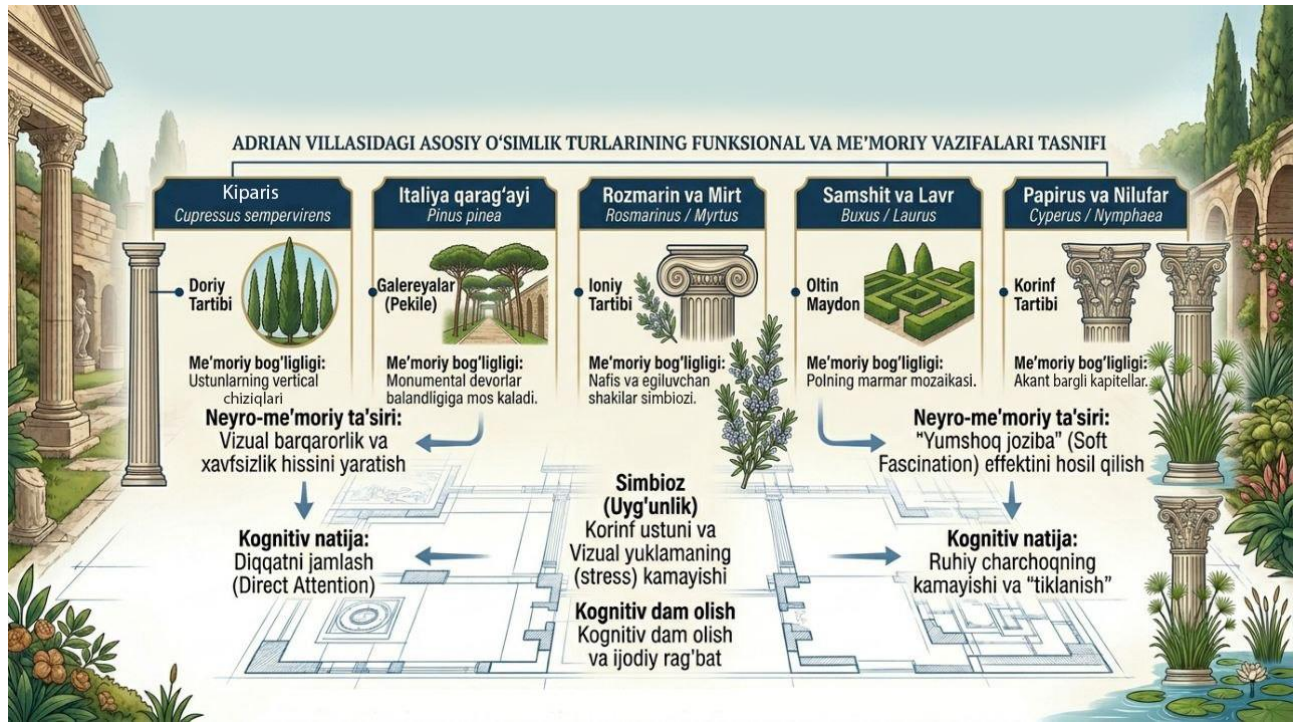 ADRIAN VILLASIDAGI ASOSIY O‘SIMLIK TURLARINING FUNKSIONAL VA ME’MORIY VAZIFALARI TASNIFI
Kiparis
Cupressus sempervirens
Doriy
Tartibi
Me'moriy bog'ligligi:
Ustunlarning vertical
chiziqlari
Italiya qarag‘ayi
Pinus pinea
Galereyalar
(Pekile)
Me'moriy bog'ligligi:
Monumental devorlar
balandligiga mos kaladi.
Rozmarin va Mirt
Rosmarinus / Myrtus
Ioniy
Tartibi
Me'moriy bog'ligligi:
Nafis va egiluvchan
shakilar simbiozi.
Samshit va Lavr
Buxus / Laurus
Oltin
Maydon
Me'moriy bog'ligligi:
Polning marmar mozaikasi.
Papirus va Nilufar
Cyperus / Nymphaea
Korinf
Tartibi
Me'moriy bog'ligligi:
Akant bargli kapitellar.
Neyro-me'moriy ta'siri:
Vizual barqarorlik va
xavfsizlik hissini yaratish
Kognitiv natija:
Diqqatni jamlash
(Direct Attention)
Simbioz
(Uyg'unlik)
Korinf ustuni va
Vizual yuklamaning
(stress) kamayishi
Kognitiv dam olish
Kognitiv dam olish
va ijodiy rag'bat
Neyro-me'moriy ta'siri:
"Yumshoq joziba" (Soft
Fascination) effektini hosil qilish
Kognitiv natija:
Ruhiy charchoqning
kamayishi va "tiklanish"